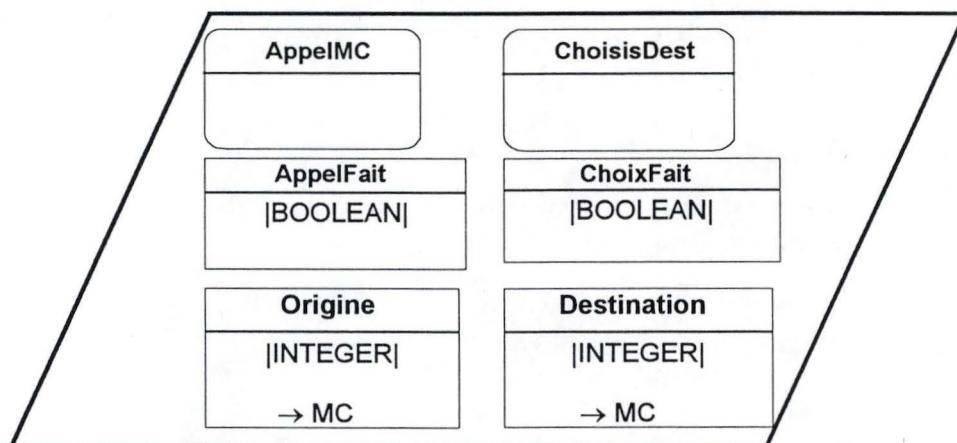 AppelMC
ChoisisDest
AppelFait
|BOOLEAN|
ChoixFait
|BOOLEAN|
Origine
|INTEGER|
→ MC
Destination
|INTEGER|
→ MC